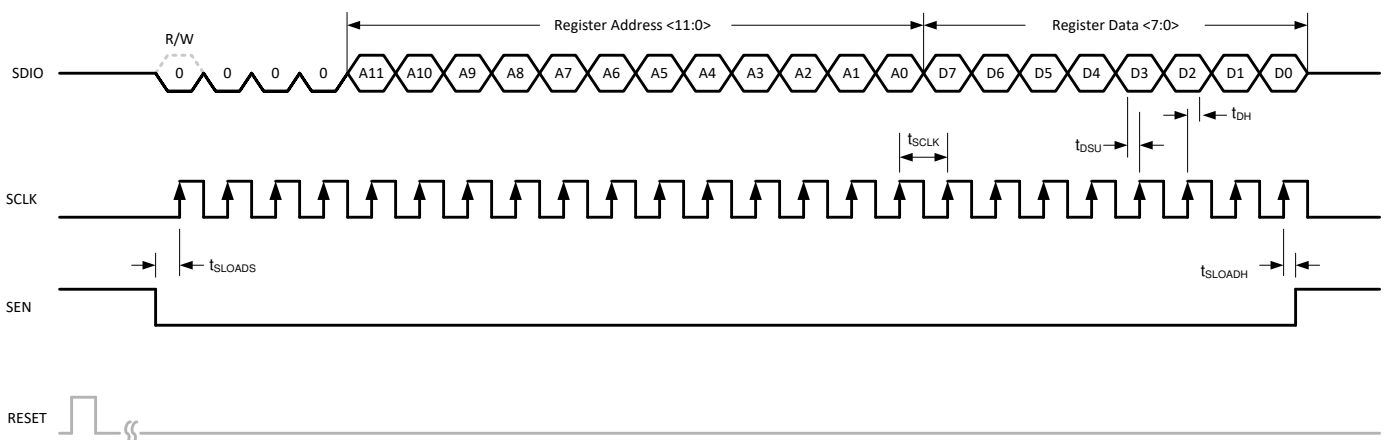 Register Address <11:0> Register Data <7:0>
R/W
SDIO 0 0 0 0 A11 A10 A9 A8 A7 A6 A5 A4 A3 A2 A1 A0 D7 D6 D5 D4 D3 D2 D1 D0
tDH
tSCLK tDSU
SCLK
tSLOADS tSLOADH
SEN
RESET